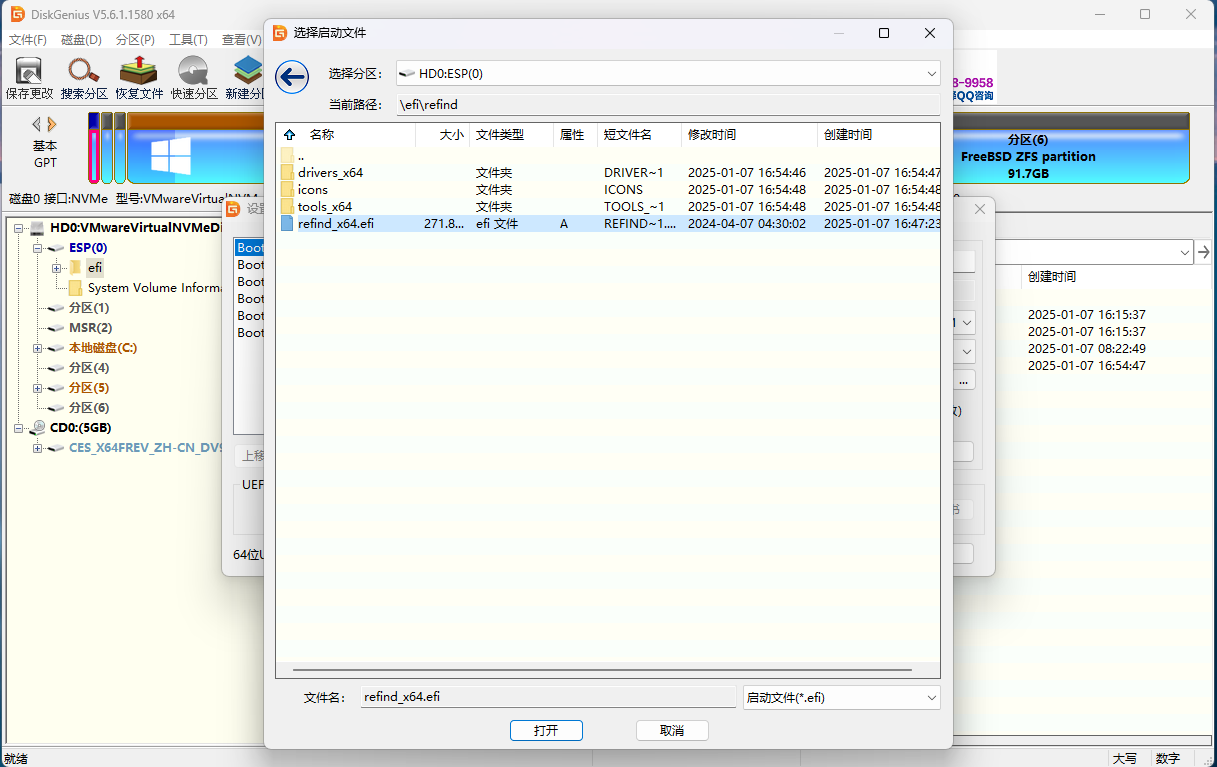 DiskGenius V5.6.1.1580 x64
文件(F) 磁盘(D) 分区(P) 工具(T) 查看(V)
保存更改 搜索分区 恢复文件 快速分区 新建分
8-9958
QQ咨询
基本
GPT
分区(6)
FreeBSD ZFS partition
91.7GB
磁盘0 接口:NVMe 型号:VMwareVirtualNVM
HD0:VMwareVirtualNVMeDi
ESP(0)
efi
System Volume Informa
分区(1)
MSR(2)
本地磁盘(C:)
分区(4)
分区(5)
分区(6)
CD0:(5GB)
CES_X64FREV_ZH-CN_DV9
创建时间
2025-01-07 16:15:37
2025-01-07 16:15:37
2025-01-07 08:22:49
2025-01-07 16:54:47
设置
Boot
Boot
Boot
Boot
Boot
Boot
上移
UEF
64位U
...
选择启动文件
选择分区: HD0:ESP(0)
当前路径: \efi\refind
名称 大小 文件类型 属性 短文件名 修改时间 创建时间
..
drivers_x64 文件夹 DRIVER~1 2025-01-07 16:54:46 2025-01-07 16:54:47
icons 文件夹 ICONS 2025-01-07 16:54:48 2025-01-07 16:54:48
tools_x64 文件夹 TOOLS_~1 2025-01-07 16:54:48 2025-01-07 16:54:48
refind_x64.efi 271.8... efi 文件 A REFIND~1.... 2024-04-07 04:30:02 2025-01-07 16:47:23
文件名: refind_x64.efi 启动文件(*.efi)
打开 取消
就绪 大写 数字